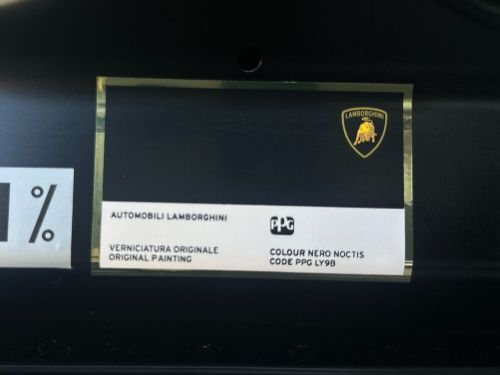 LAMBORGHINI
AUTOMOBILI LAMBORGHINI
PPG
VERNICIATURA ORIGINALE
ORIGINAL PAINTING
COLOUR NERO NOCTIS
CODE PPG LY9B
%